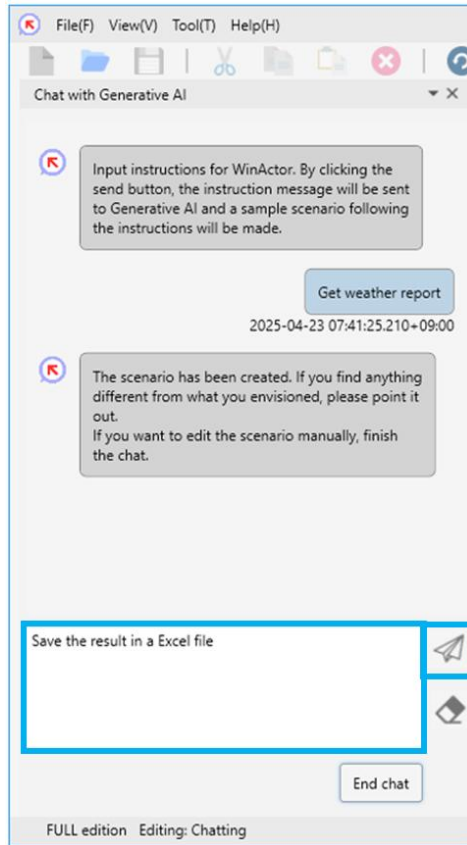 File(F) View(V) Tool(T) Help(H)
Chat with Generative AI
Input instructions for WinActor. By clicking the
send button, the instruction message will be sent
to Generative AI and a sample scenario following
the instructions will be made.
Get weather report
2025-04-23 07:41:25.210+09:00
The scenario has been created. If you find anything
different from what you envisioned, please point it
out.
If you want to edit the scenario manually, finish
the chat.
Save the result in a Excel file
End chat
FULL edition Editing: Chatting